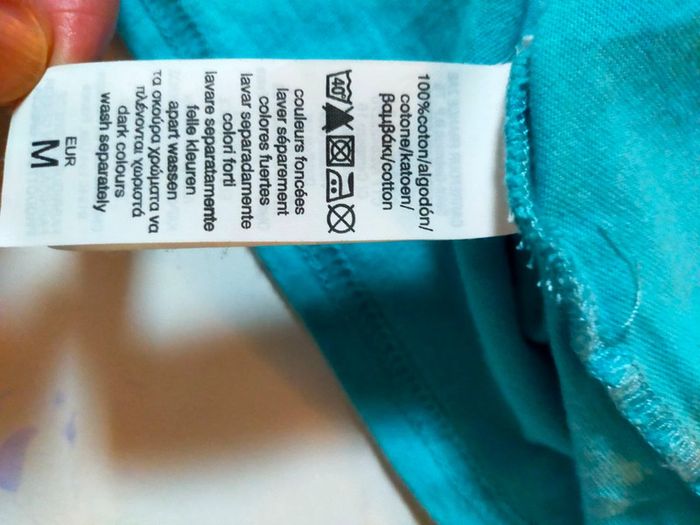 100%coton/algodón/
cotone/katoen/
βαμβάκι/cotton
40°
couleurs foncées
laver séparément
colores fuertes
lavar separadamente
colori forti
lavare separatamente
felle kleuren
apart wassen
τα σκούρα χρώματα να
πλένονται χωριστά
dark colours
wash separately
EUR
M